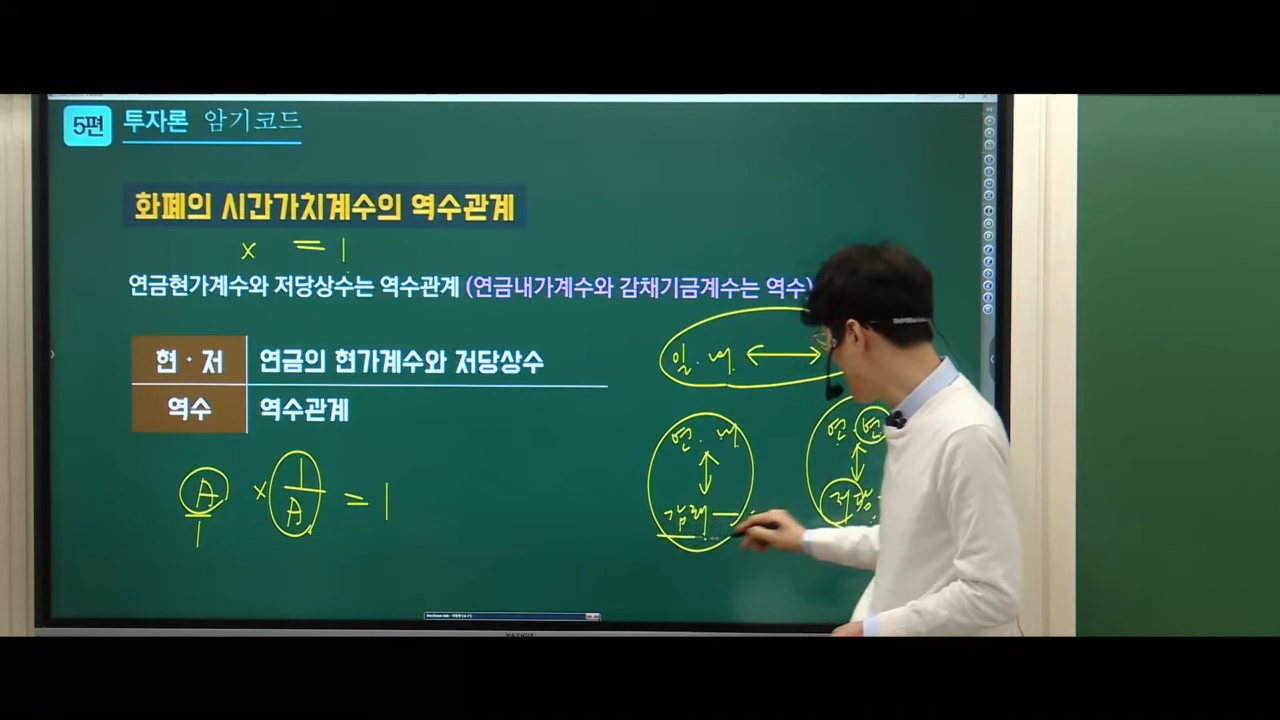 5편 투자론 암기코드
화폐의 시간가치계수의 역수관계
x = 1
연금현가계수와 저당상수는 역수관계 (연금내가계수와 감채기금계수는 역수)
현·저 연금의 현가계수와 저당상수
역수 역수관계
일.내 ↔
연.내 ↔ 감채
연.현 ↔ 저당
A/1 x 1/A = 1